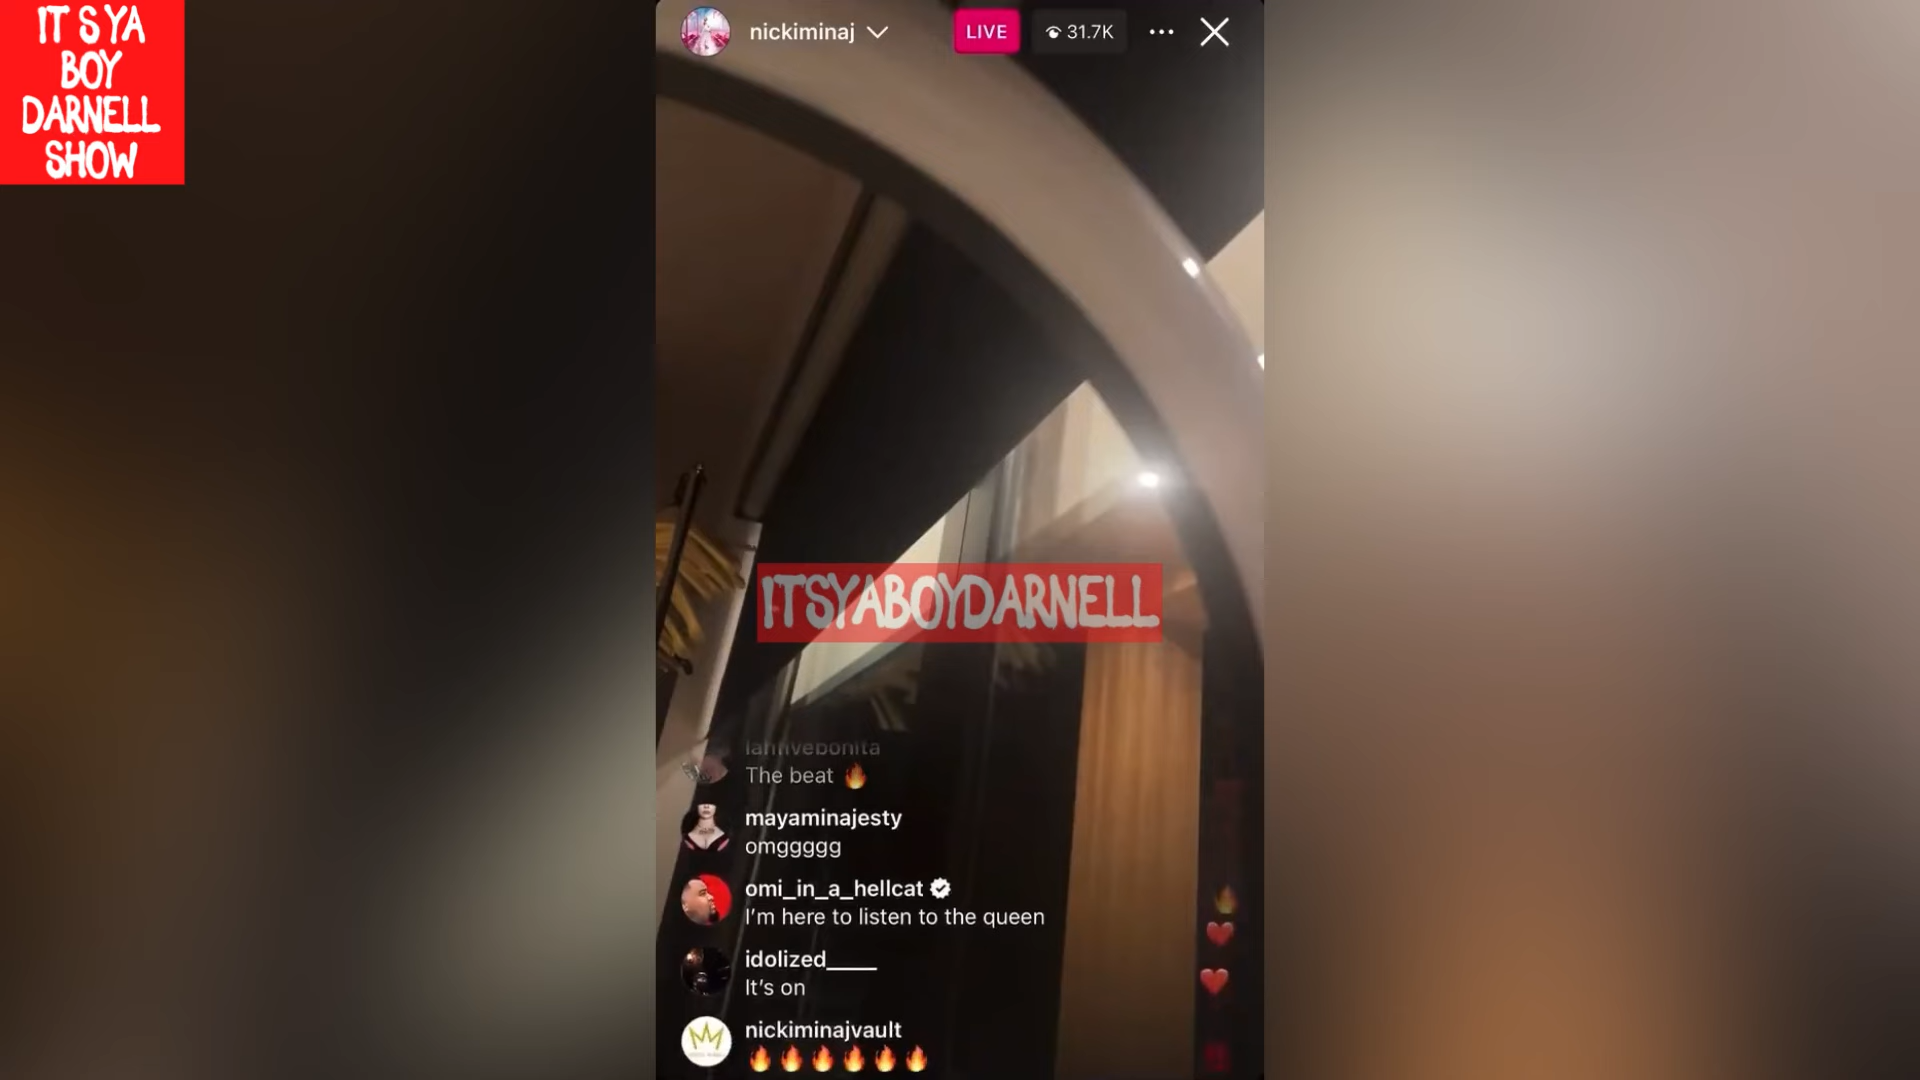 IT'S YA
BOY
DARNELL
SHOW
nickiminaj
LIVE
31.7K
ITSYABOYDARNELL
The beat 🔥
mayaminajesty
omggggg
omi_in_a_hellcat
I'm here to listen to the queen
idolized_____
It's on
nickiminajvault
🔥🔥🔥🔥🔥🔥